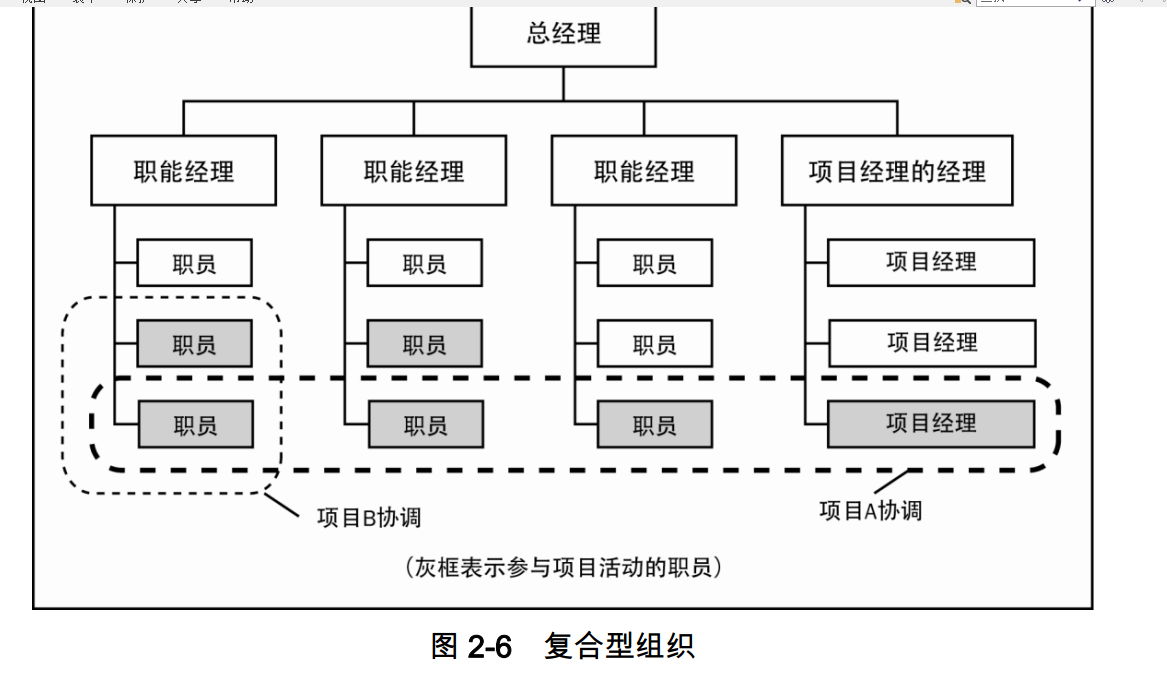 总经理
职能经理 职能经理 职能经理 项目经理的经理
职员 职员 职员 项目经理
职员 职员 职员 项目经理
职员 职员 职员 项目经理
项目B协调 项目A协调
（灰框表示参与项目活动的职员）
图 2-6 复合型组织